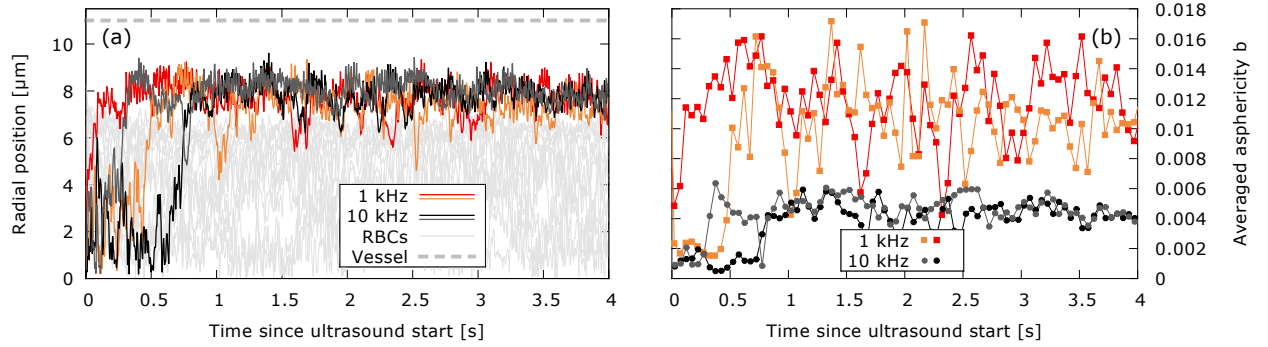 (a)
Radial position [μm]
10
8
6
4
2
0
1 kHz
10 kHz
RBCs
Vessel
0 0.5 1 1.5 2 2.5 3 3.5 4
Time since ultrasound start [s]
(b)
Averaged asphericity b
0.018
0.016
0.014
0.012
0.01
0.008
0.006
0.004
0.002
0
1 kHz
10 kHz
0 0.5 1 1.5 2 2.5 3 3.5 4
Time since ultrasound start [s]